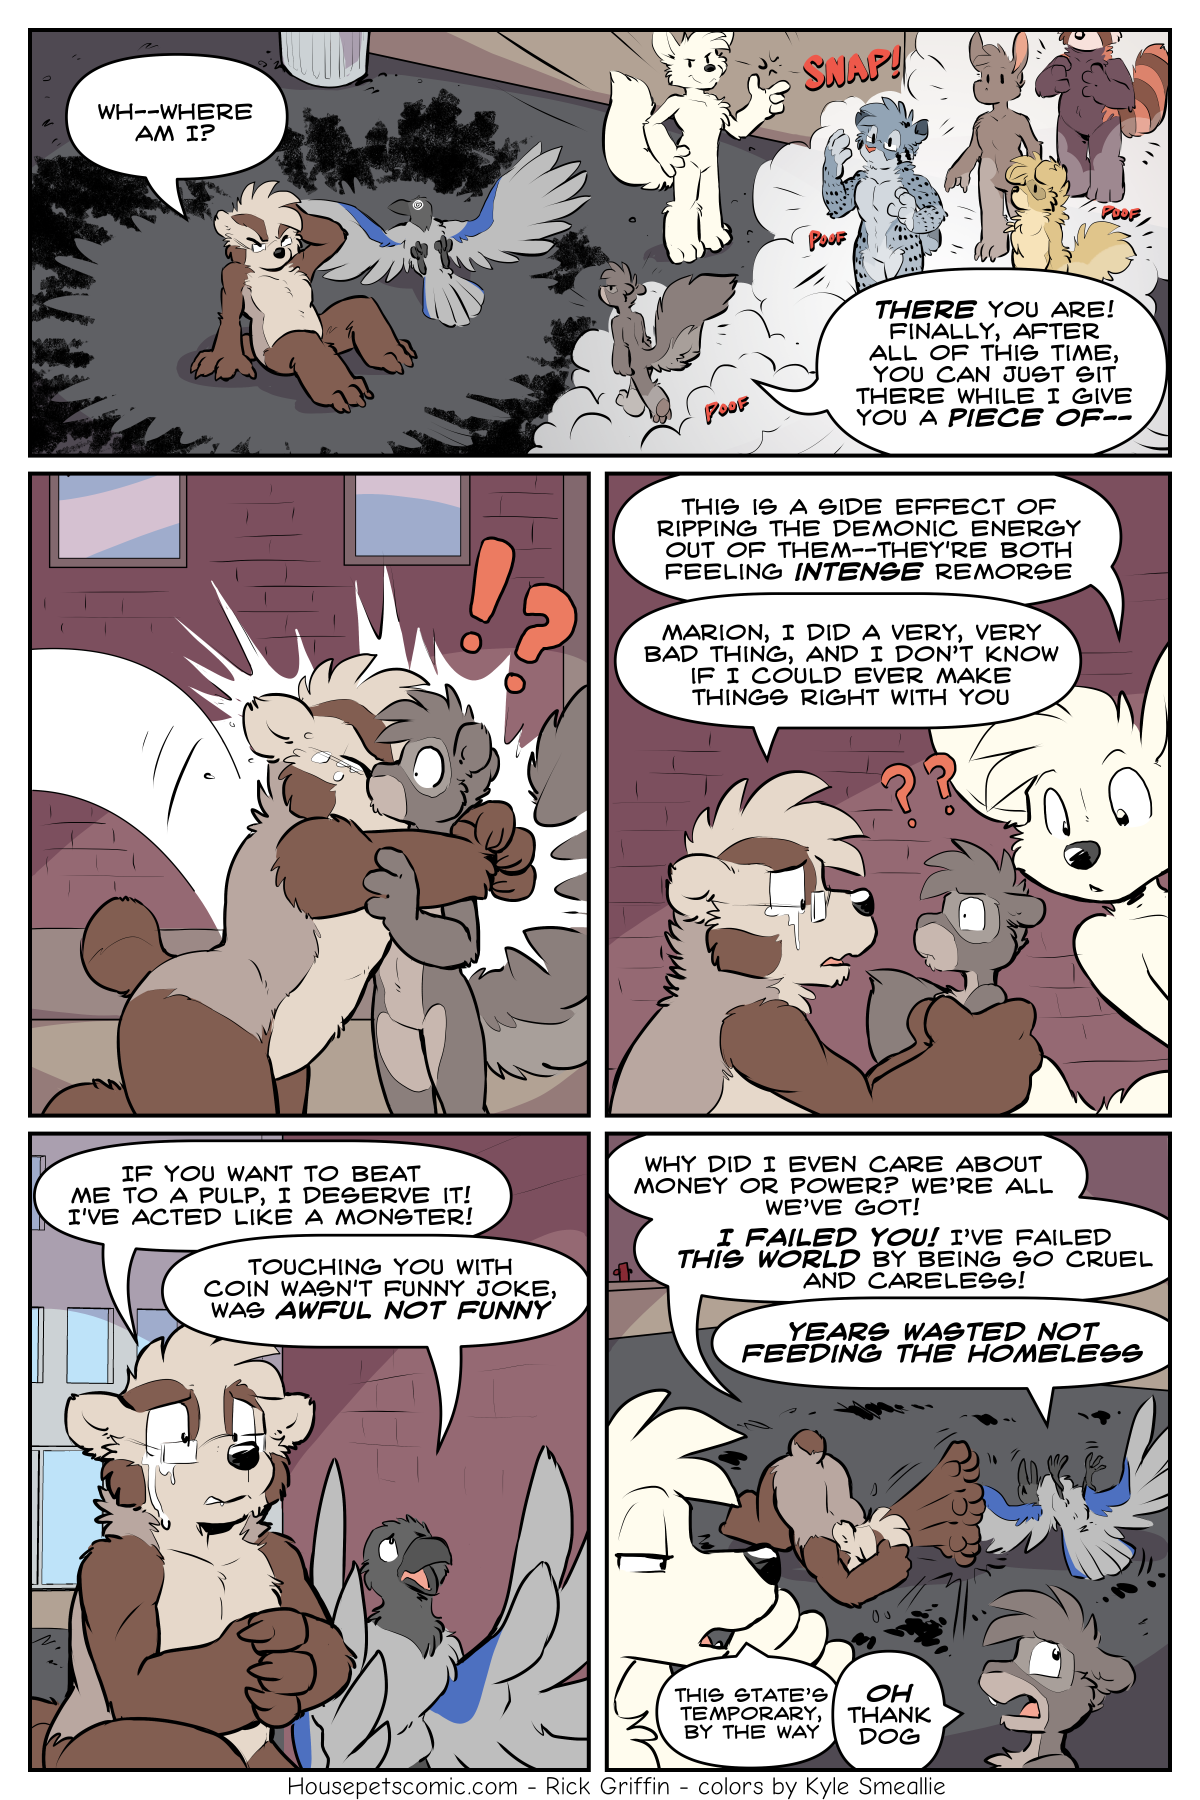 WH--WHERE
AM I?
SNAP!
POOF
POOF
POOF
THERE YOU ARE!
FINALLY, AFTER
ALL OF THIS TIME,
YOU CAN JUST SIT
THERE WHILE I GIVE
YOU A PIECE OF--
!?
THIS IS A SIDE EFFECT OF
RIPPING THE DEMONIC ENERGY
OUT OF THEM--THEY'RE BOTH
FEELING INTENSE REMORSE
MARION, I DID A VERY, VERY
BAD THING, AND I DON'T KNOW
IF I COULD EVER MAKE
THINGS RIGHT WITH YOU
??
IF YOU WANT TO BEAT
ME TO A PULP, I DESERVE IT!
I'VE ACTED LIKE A MONSTER!
TOUCHING YOU WITH
COIN WASN'T FUNNY JOKE,
WAS AWFUL NOT FUNNY
WHY DID I EVEN CARE ABOUT
MONEY OR POWER? WE'RE ALL
WE'VE GOT!
I FAILED YOU! I'VE FAILED
THIS WORLD BY BEING SO CRUEL
AND CARELESS!
YEARS WASTED NOT
FEEDING THE HOMELESS
THIS STATE'S
TEMPORARY,
BY THE WAY
OH
THANK
DOG
Housepetscomic.com - Rick Griffin - colors by Kyle Smeallie